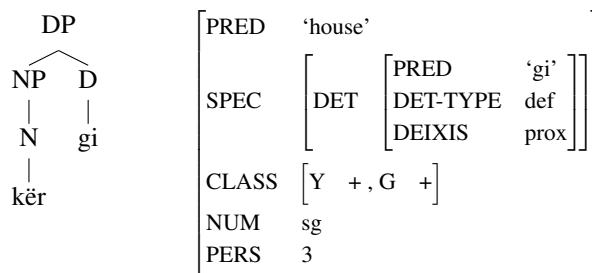 DP
NP D
N gi
kër
PRED ‘house’
SPEC [DET [PRED ‘gi’
DET-TYPE def
DEIXIS prox]]
CLASS [Y + , G +]
NUM sg
PERS 3